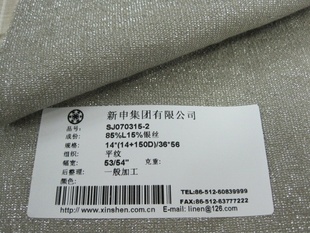 新申集团有限公司
品号: SJ070315-2
成份: 85%L15%银丝
规格: 14*(14+150D)/36*56
组织: 平纹
幅宽: 53/54" 克重:
后整理: 一般加工
颜色:
TEL:86-512-60839999
FAX:86-512-63777222
www.xinshen.com.cn E-mail: linen@126.com